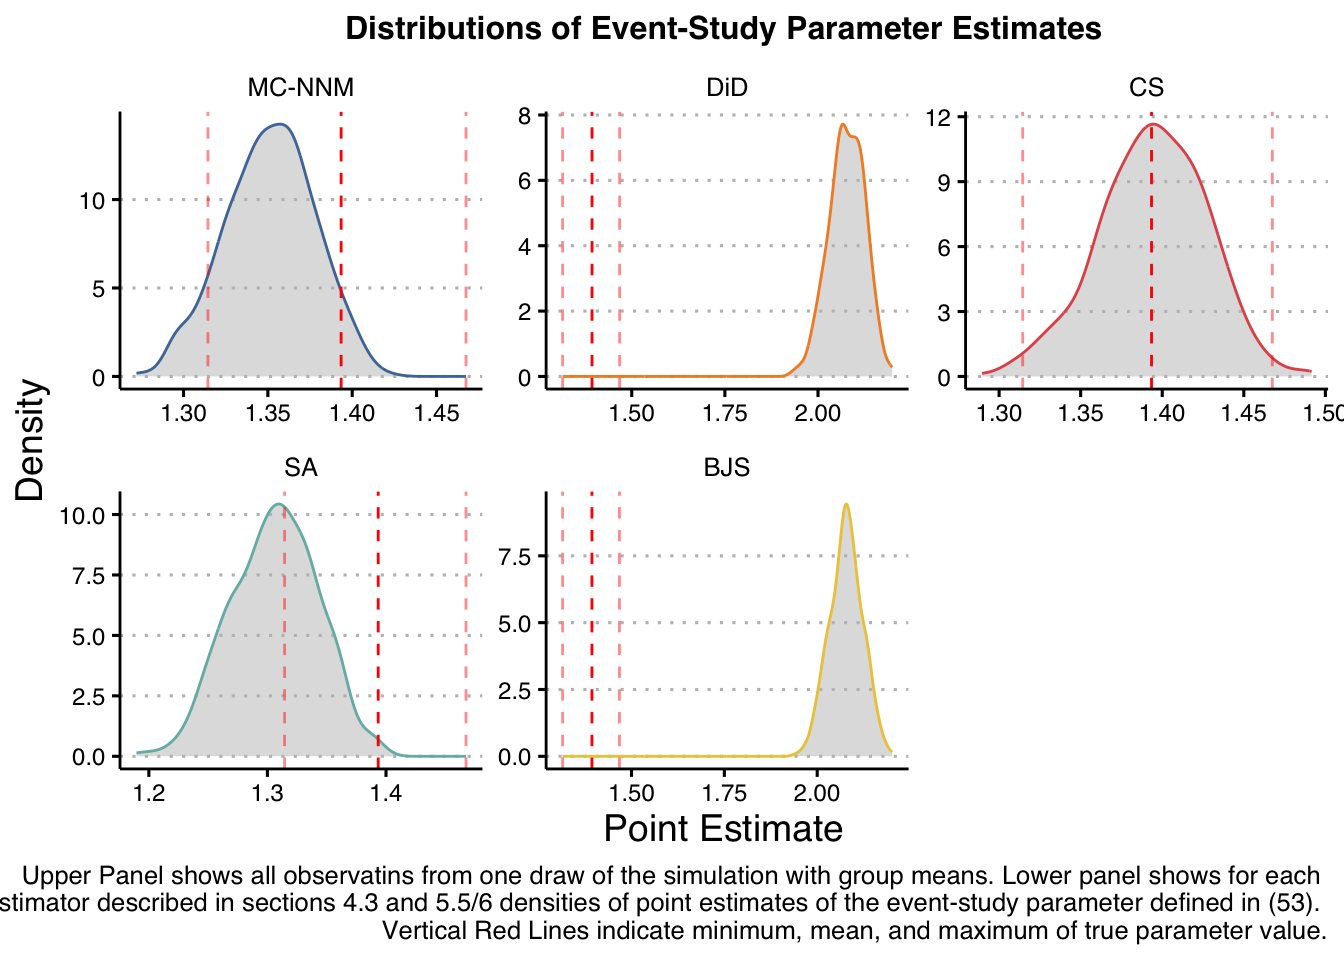 Distributions of Event-Study Parameter Estimates
MC-NNM
DiD
CS
10
5
0
1.30 1.35 1.40 1.45
8
6
4
2
0
1.50 1.75 2.00
12
9
6
3
0
1.30 1.35 1.40 1.45 1.50
Density
SA
BJS
10.0
7.5
5.0
2.5
0.0
1.2 1.3 1.4
7.5
5.0
2.5
0.0
1.50 1.75 2.00
Point Estimate
Upper Panel shows all observatins from one draw of the simulation with group means. Lower panel shows for each
stimator described in sections 4.3 and 5.5/6 densities of point estimates of the event-study parameter defined in (53).
Vertical Red Lines indicate minimum, mean, and maximum of true parameter value.